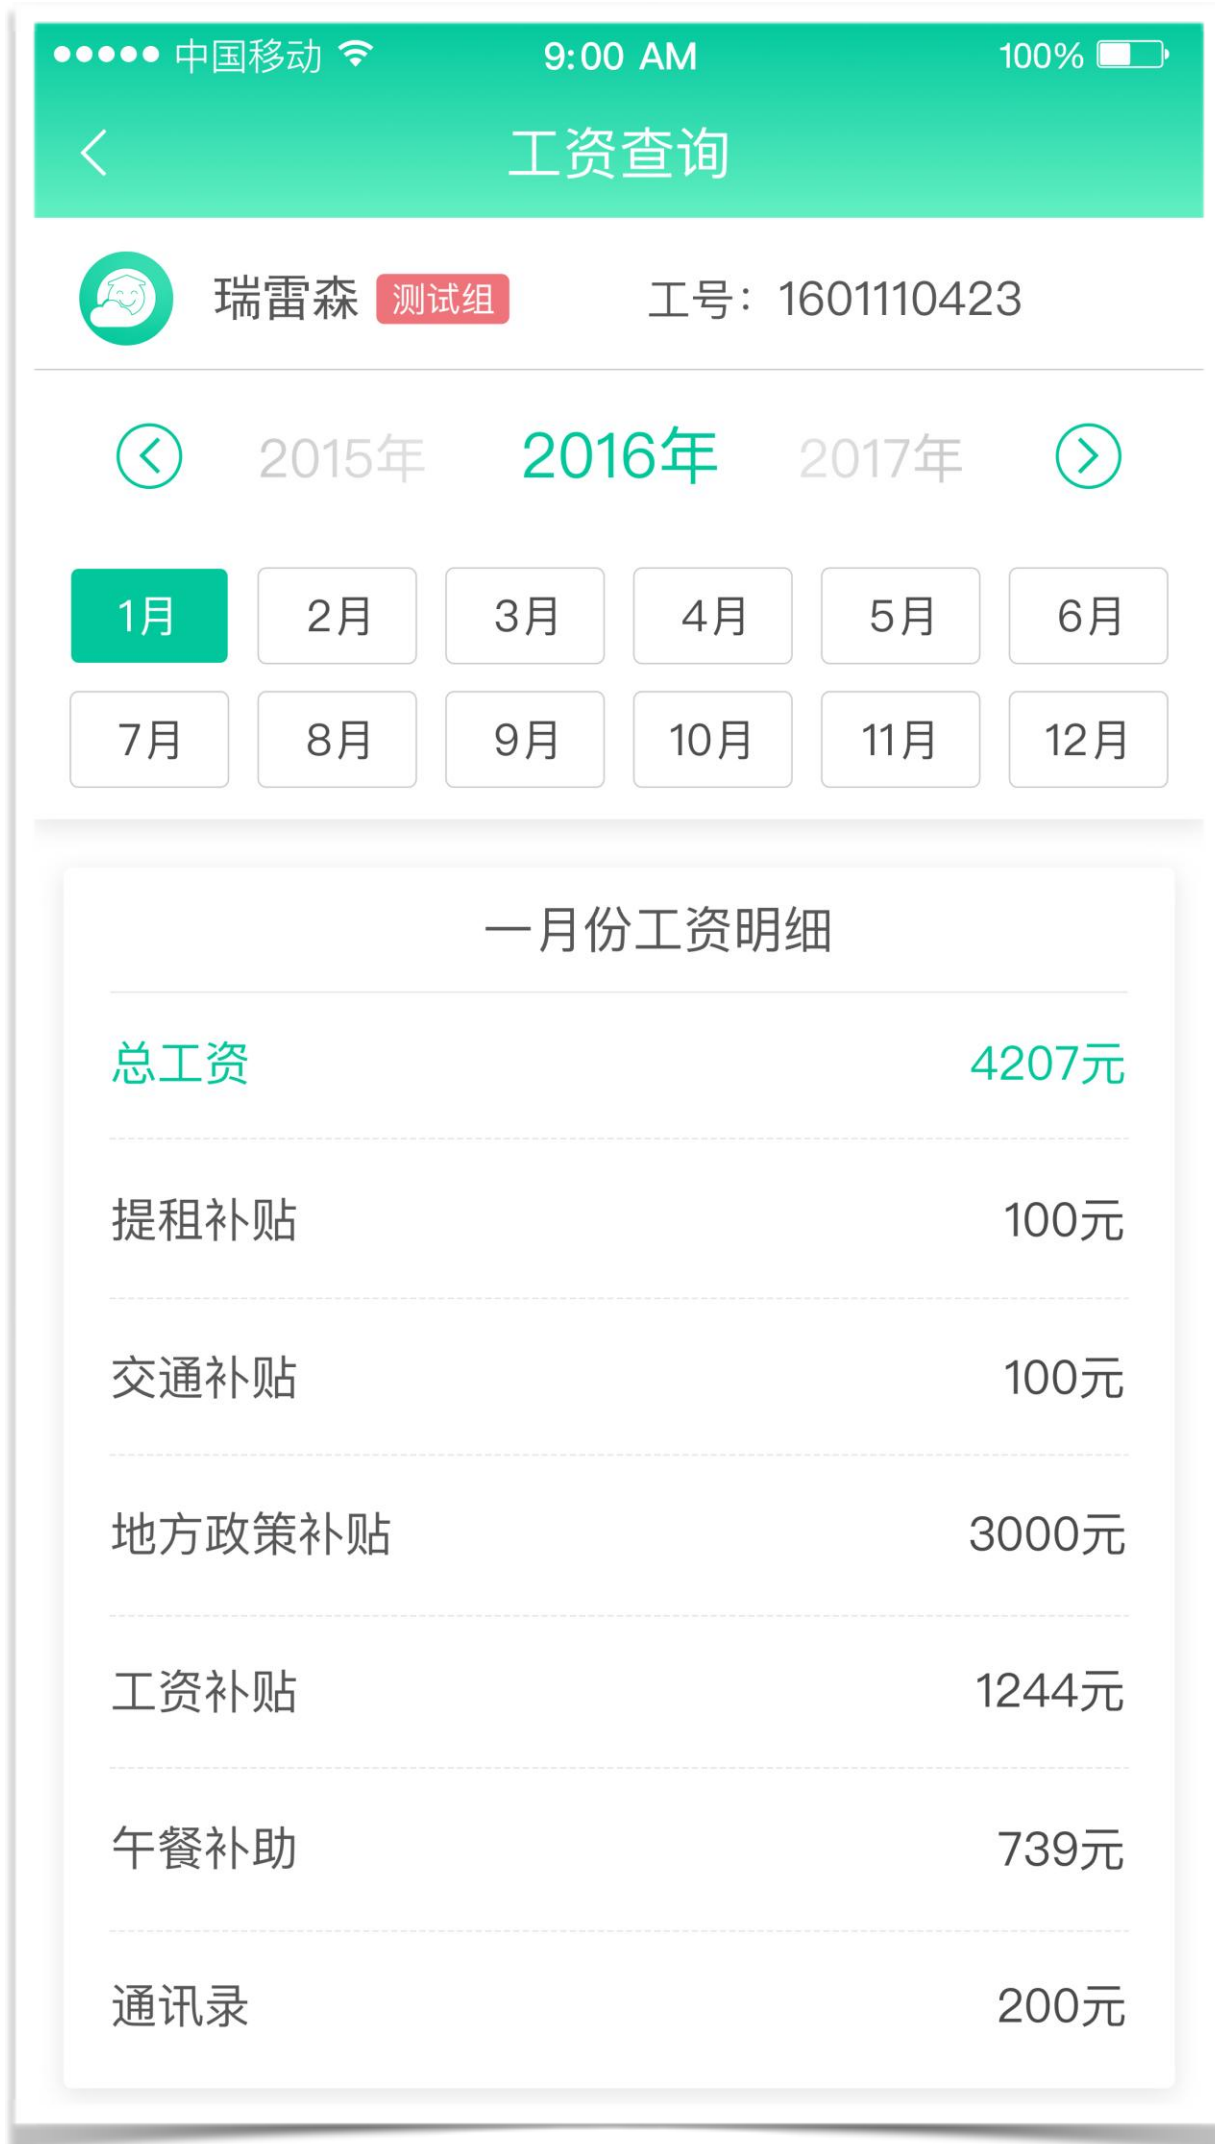 中国移动 9:00 AM 100%
工资查询
瑞雷森 测试组 工号：1601110423
2015年 2016年 2017年
1月 2月 3月 4月 5月 6月
7月 8月 9月 10月 11月 12月
一月份工资明细
总工资 4207元
提租补贴 100元
交通补贴 100元
地方政策补贴 3000元
工资补贴 1244元
午餐补助 739元
通讯录 200元